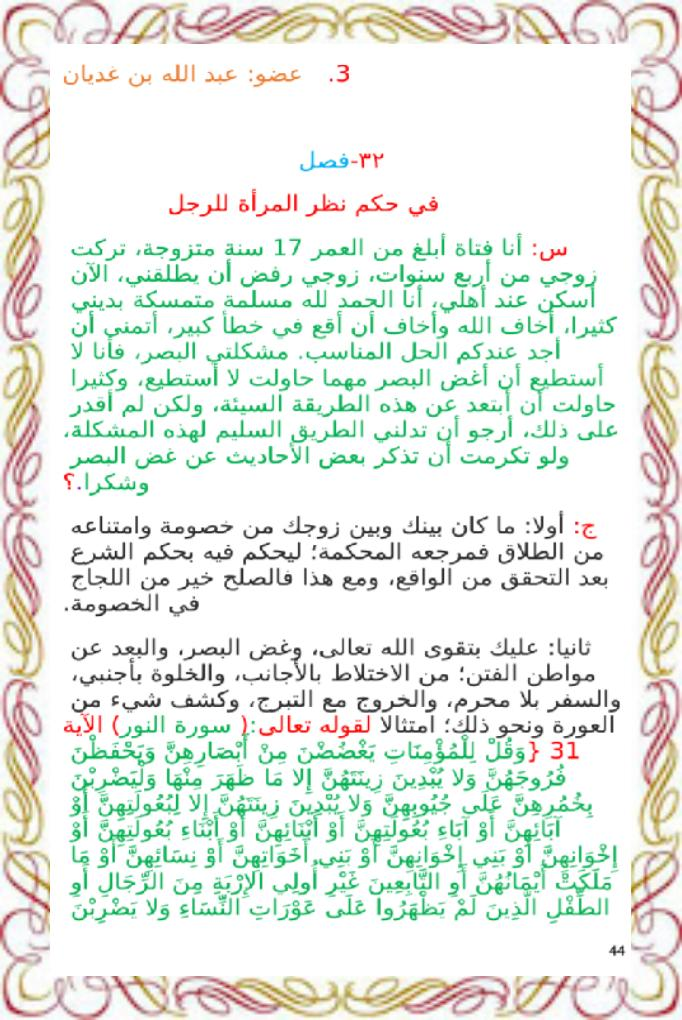 3. عضو: عبد الله بن غديان
٣٢-فصل
في حكم نظر المرأة للرجل
س: أنا فتاة أبلغ من العمر 17 سنة متزوجة، تركت
زوجي من أربع سنوات، زوجي رفض أن يطلقني، الآن
أسكن عند أهلي، أنا الحمد لله مسلمة متمسكة بديني
كثيرا، أخاف الله وأخاف أن أقع في خطأ كبير، أتمنى أن
أجد عندكم الحل المناسب. مشكلتي البصر، فأنا لا
أستطيع أن أغض البصر مهما حاولت لا أستطيع، وكثيرا
حاولت أن أبتعد عن هذه الطريقة السيئة، ولكن لم أقدر
على ذلك، أرجو أن تدلني الطريق السليم لهذه المشكلة،
ولو تكرمت أن تذكر بعض الأحاديث عن غض البصر
وشكرا.؟
ج: أولا: ما كان بينك وبين زوجك من خصومة وامتناعه
من الطلاق فمرجعه المحكمة؛ ليحكم فيه بحكم الشرع
بعد التحقق من الواقع، ومع هذا فالصلح خير من اللجاج
في الخصومة.
ثانيا: عليك بتقوى الله تعالى، وغض البصر، والبعد عن
مواطن الفتن؛ من الاختلاط بالأجانب، والخلوة بأجنبي،
والسفر بلا محرم، والخروج مع التبرج، وكشف شيء من
العورة ونحو ذلك؛ امتثالا لقوله تعالى:( سورة النور) الآية
31 {وَقُلْ لِلْمُؤْمِنَاتِ يَغْضُضْنَ مِنْ أَبْصَارِهِنَّ وَيَحْفَظْنَ
فُرُوجَهُنَّ وَلا يُبْدِينَ زِينَتَهُنَّ إِلا مَا ظَهَرَ مِنْهَا وَلْيَضْرِبْنَ
بِخُمُرِهِنَّ عَلَى جُيُوبِهِنَّ وَلا يُبْدِينَ زِينَتَهُنَّ إِلا لِبُعُولَتِهِنَّ أَوْ
آبَائِهِنَّ أَوْ آبَاءِ بُعُولَتِهِنَّ أَوْ أَبْنَائِهِنَّ أَوْ أَبْنَاءِ بُعُولَتِهِنَّ أَوْ
إِخْوَانِهِنَّ أَوْ بَنِي إِخْوَانِهِنَّ أَوْ بَنِي أَخَوَاتِهِنَّ أَوْ نِسَائِهِنَّ أَوْ مَا
مَلَكَتْ أَيْمَانُهُنَّ أَوِ التَّابِعِينَ غَيْرِ أُولِي الإِرْبَةِ مِنَ الرِّجَالِ أَوِ
الطِّفْلِ الَّذِينَ لَمْ يَظْهَرُوا عَلَى عَوْرَاتِ النِّسَاءِ وَلا يَضْرِبْنَ
44